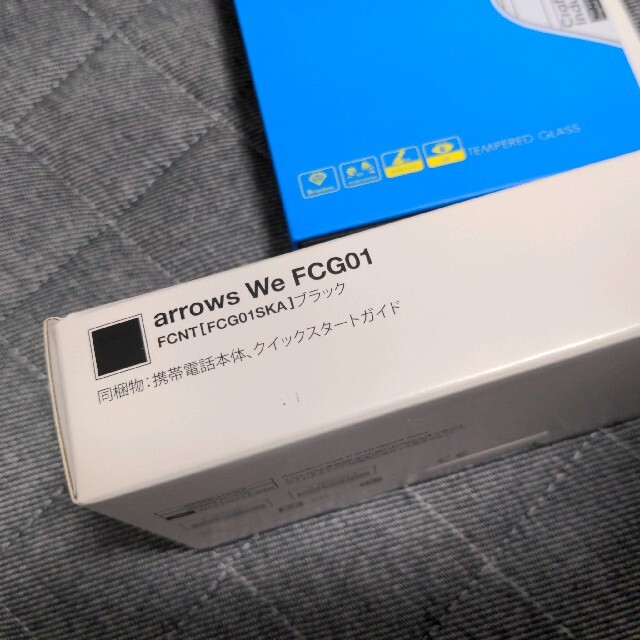 TEMPERED GLASS
arrows We FCG01
FCNT[FCG01SKA]ブラック
同梱物:携帯電話本体、クイックスタートガイド